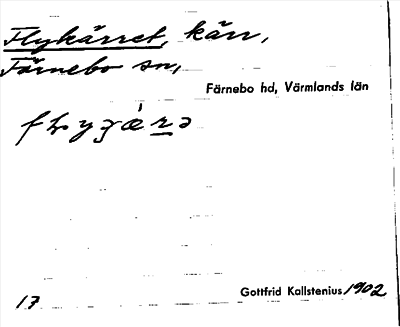 Flykärret, kärr,
Färnebo sn,
Färnebo hd, Värmlands län
17
Gottfrid Kallstenius 1902